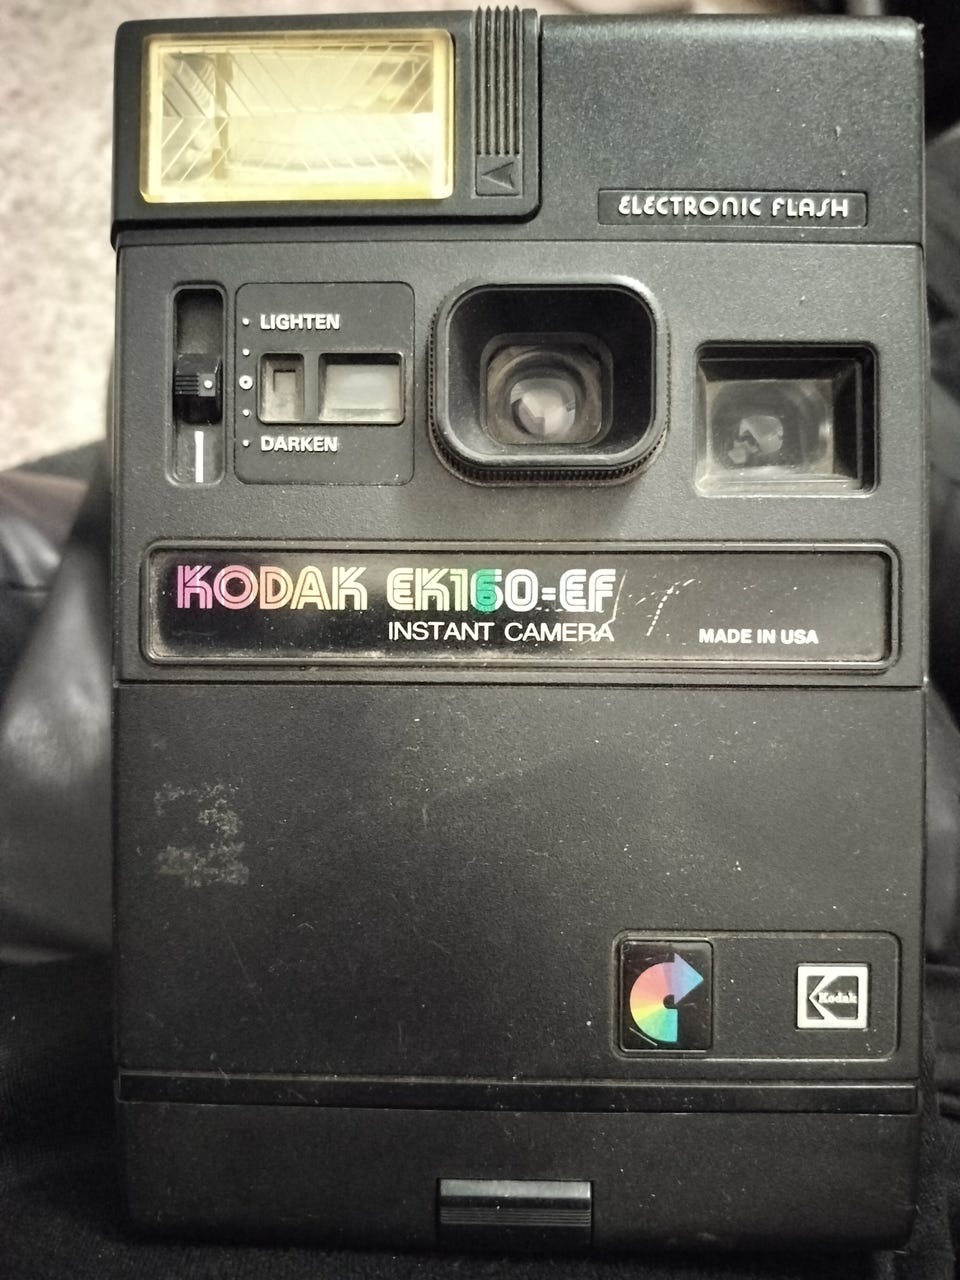 ELECTRONIC FLASH
LIGHTEN
DARKEN
KODAK EK160-EF
INSTANT CAMERA
MADE IN USA
Kodak